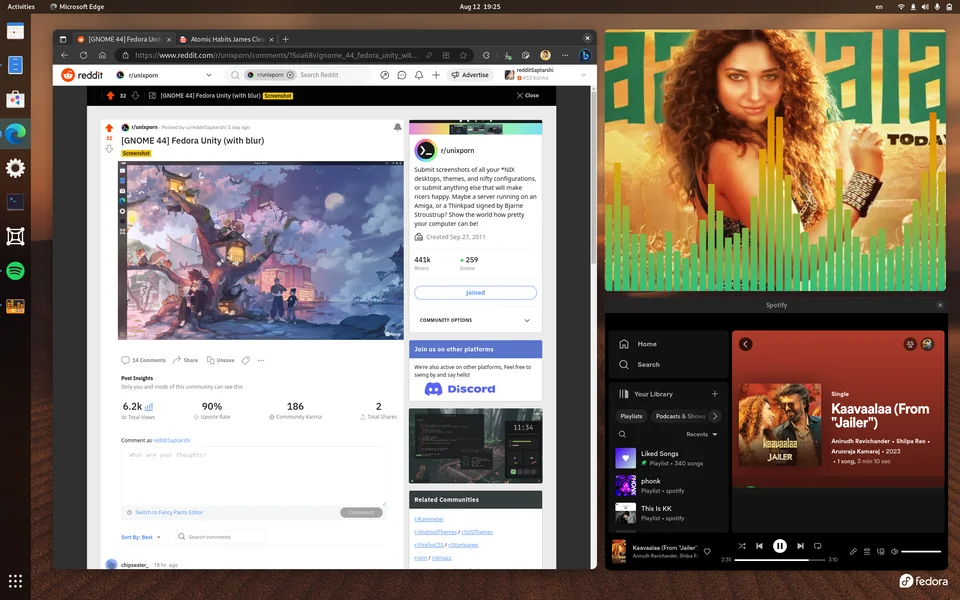 Activities
Microsoft Edge
Aug 12 19:25
en
[GNOME 44] Fedora Unity
Atomic Habits James Clea
https://www.reddit.com/r/unixporn/comments/15oa68v/gnome_44_fedora_unity_wit...
reddit
r/unixporn
r/unixporn
Search Reddit
Advertise
redditSaptarshi
452 karma
32
[GNOME 44] Fedora Unity (with blur)
Screenshot
Close
32
r/unixporn · Posted by u/redditSaptarshi 1 day ago
[GNOME 44] Fedora Unity (with blur)
Screenshot
fedora
14 Comments
Share
Unsave
Post Insights
Only you and mods of this community can see this
6.2k
Total Views
90%
Upvote Rate
186
Community Karma
2
Total Shares
Comment as redditSaptarshi
What are your thoughts?
Switch to Fancy Pants Editor
Comment
Sort By: Best
Search comments
chipseater_ · 18 hr. ago
r/unixporn
Submit screenshots of all your *NIX
desktops, themes, and nifty configurations,
or submit anything else that will make
ricers happy. Maybe a server running on an
Amiga, or a Thinkpad signed by Bjarne
Stroustrup? Show the world how pretty
your computer can be!
Created Sep 27, 2011
441k
Ricers
259
Online
Joined
COMMUNITY OPTIONS
Join us on other platforms
We're also active on other platforms, Feel free to
swing by and say hello!
Discord
11:34
Related Communities
r/Rainmeter
r/AndroidThemes / r/iOSThemes
r/FirefoxCSS / r/Startpages
r/vim / r/emacs
TODAY
Spotify
Home
Search
Your Library
Playlists
Podcasts & Shows
Recents
Liked Songs
Playlist • 340 songs
phonk
Playlist • spotify
This Is KK
Playlist • spotify
kaavaalaa
JAILER
Single
Kaavaalaa (From
"Jailer")
Anirudh Ravichander • Shilpa Rao •
Arunraja Kamaraj • 2023
• 1 song, 3 min 10 sec
Kaavaalaa (From "Jailer"
Anirudh Ravichander, Shilpa R
2:35
3:10
fedora